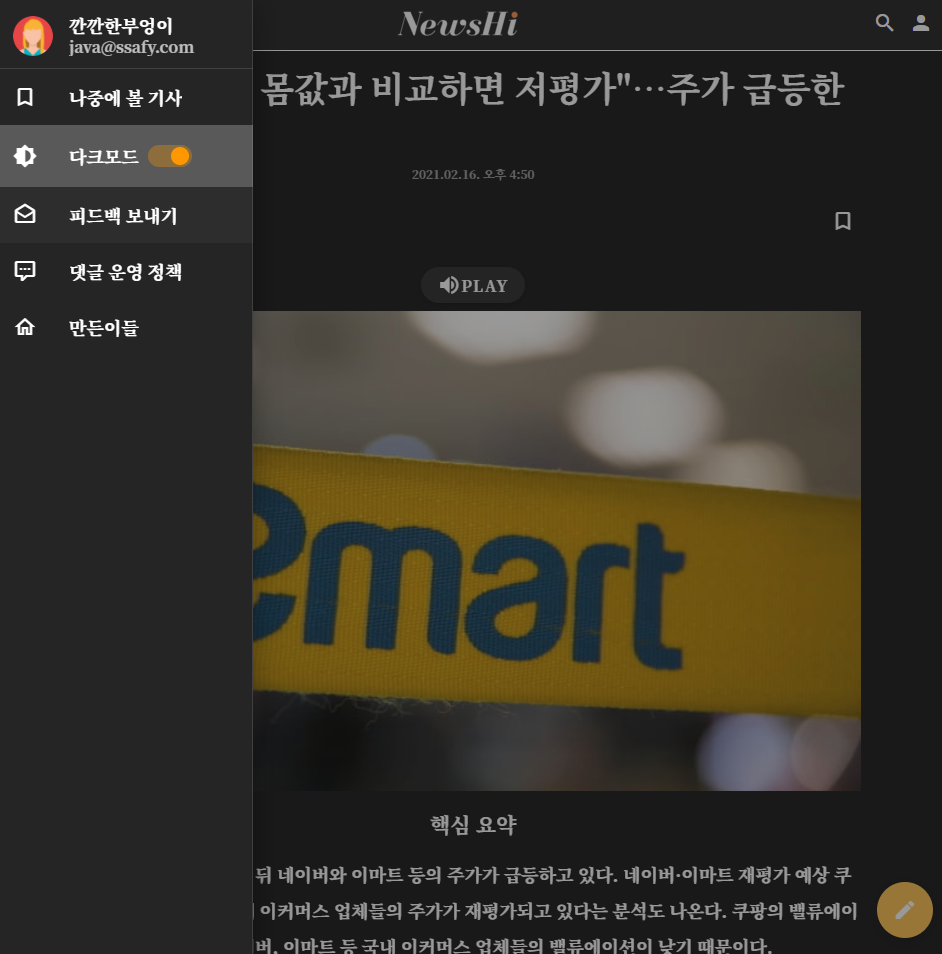 깐깐한부엉이
java@ssafy.com
나중에 볼 기사
다크모드
피드백 보내기
댓글 운영 정책
만든이들
NewsHi
몸값과 비교하면 저평가"…주가 급등한
2021.02.16. 오후 4:50
PLAY
emart
핵심 요약
뒤 네이버와 이마트 등의 주가가 급등하고 있다. 네이버·이마트 재평가 예상 쿠
이커머스 업체들의 주가가 재평가되고 있다는 분석도 나온다. 쿠팡의 밸류에이
버, 이마트 등 국내 이커머스 업체들의 밸류에이션이 낮기 때문이다.